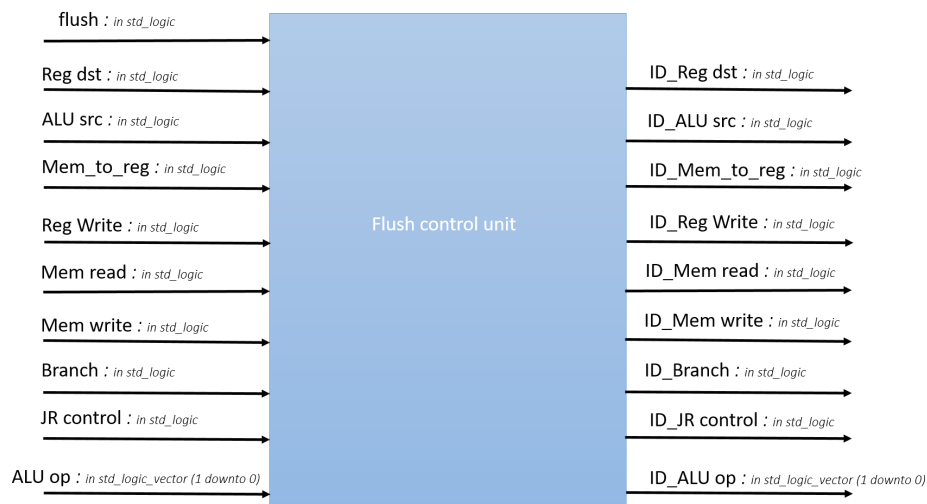 flush : in std_logic
Reg dst : in std_logic
ID_Reg dst : in std_logic
ALU src : in std_logic
ID_ALU src : in std_logic
Mem_to_reg : in std_logic
ID_Mem_to_reg : in std_logic
Reg Write : in std_logic
Flush control unit
ID_Reg Write : in std_logic
Mem read : in std_logic
ID_Mem read : in std_logic
Mem write : in std_logic
ID_Mem write : in std_logic
Branch : in std_logic
ID_Branch : in std_logic
JR control : in std_logic
ID_JR control : in std_logic
ALU op : in std_logic_vector (1 downto 0)
ID_ALU op : in std_logic_vector (1 downto 0)